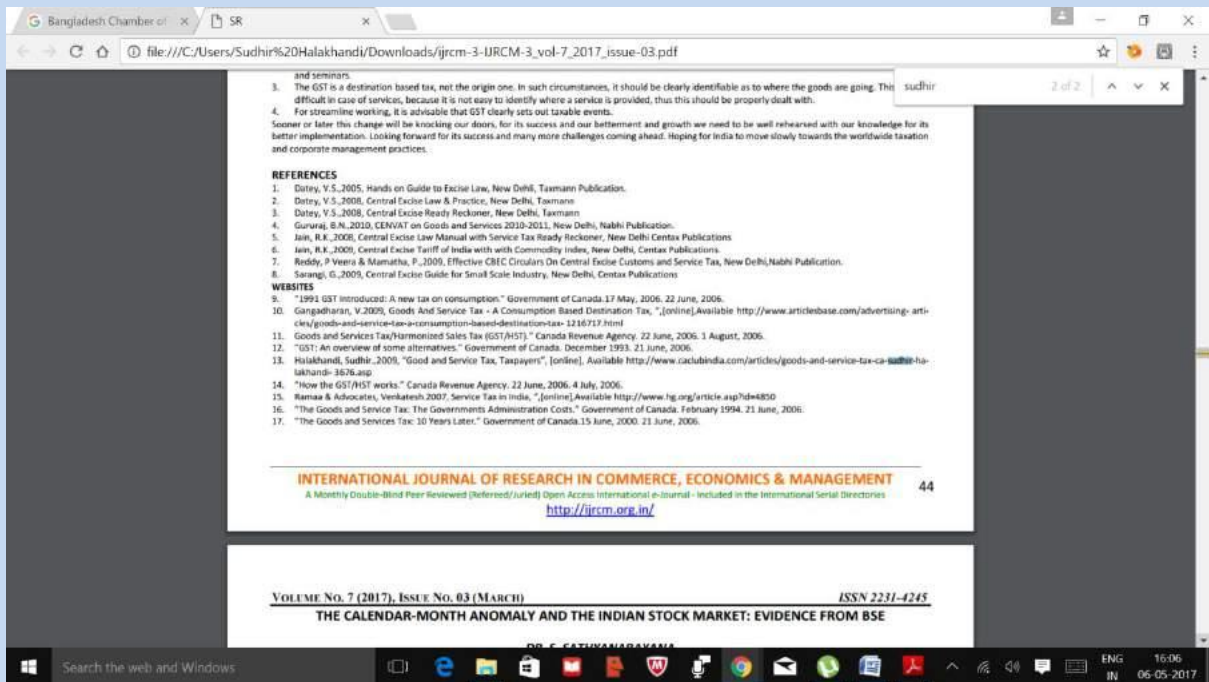 Bangladesh Chamber of
SR
file:///C:/Users/Sudhir%20Halakhandi/Downloads/ijrcm-3-IJRCM-3_vol-7_2017_issue-03.pdf
sudhir
2 of 2
and seminars.
3. The GST is a destination based tax, not the origin one. In such circumstances, it should be clearly identifiable as to where the goods are going. This
difficult in case of services, because it is not easy to identify where a service is provided, thus this should be properly dealt with.
4. For streamline working, it is advisable that GST clearly sets out taxable events.
Sooner or later this change will be knocking our doors, for its success and our betterment and growth we need to be well rehearsed with our knowledge for its
better implementation. Looking forward for its success and many more challenges coming ahead. Hoping for India to move slowly towards the worldwide taxation
and corporate management practices.
REFERENCES
1. Datey, V.S.,2005, Hands on Guide to Excise Law, New Dehli, Taxmann Publication.
2. Datey, V.S.,2008, Central Excise Law & Practice, New Delhi, Taxmann
3. Datey, V.S.,2008, Central Excise Ready Reckoner, New Delhi, Taxmann
4. Gururaj, B.N.,2010, CENVAT on Goods and Services 2010-2011, New Delhi, Nabhi Publication.
5. Jain, R.K.,2008, Central Excise Law Manual with Service Tax Ready Reckoner, New Delhi Centax Publications
6. Jain, R.K.,2009, Central Excise Tariff of India with with Commodity Index, New Delhi, Centax Publications.
7. Reddy, P Veera & Mamatha, P.,2009, Effective CBEC Circulars On Central Excise Customs and Service Tax, New Delhi,Nabhi Publication.
8. Sarangi, G.,2009, Central Excise Guide for Small Scale Industry, New Delhi, Centax Publications
WEBSITES
9. "1991 GST Introduced: A new tax on consumption." Government of Canada.17 May, 2006. 22 June, 2006.
10. Gangadharan, V.2009, Goods And Service Tax - A Consumption Based Destination Tax, ",[online],Available http://www.articlesbase.com/advertising- arti-
cles/goods-and-service-tax-a-consumption-based-destination-tax- 1216717.html
11. Goods and Services Tax/Harmonized Sales Tax (GST/HST)." Canada Revenue Agency. 22 June, 2006. 1 August, 2006.
12. "GST: An overview of some alternatives." Government of Canada. December 1993. 21 June, 2006.
13. Halakhandi, Sudhir.,2009, "Good and Service Tax, Taxpayers", [online], Available http://www.caclubindia.com/articles/goods-and-service-tax-ca-sudhir-ha-
lakhandi- 3676.asp
14. "How the GST/HST works." Canada Revenue Agency. 22 June, 2006. 4 July, 2006.
15. Ramaa & Advocates, Venkatesh.2007, Service Tax in India, ",[online],Available http://www.hg.org/article.asp?id=4850
16. "The Goods and Service Tax: The Governments Administration Costs." Government of Canada. February 1994. 21 June, 2006.
17. "The Goods and Services Tax: 10 Years Later." Government of Canada.15 June, 2000. 21 June, 2006.
INTERNATIONAL JOURNAL OF RESEARCH IN COMMERCE, ECONOMICS & MANAGEMENT
44
A Monthly Double-Blind Peer Reviewed (Refereed/Juried) Open Access International e-Journal - Included in the International Serial Directories
http://ijrcm.org.in/
VOLUME NO. 7 (2017), ISSUE NO. 03 (MARCH)
ISSN 2231-4245
THE CALENDAR-MONTH ANOMALY AND THE INDIAN STOCK MARKET: EVIDENCE FROM BSE
DR. S. SATHYANARAYANA
Search the web and Windows
ENG
IN
16:06
06-05-2017